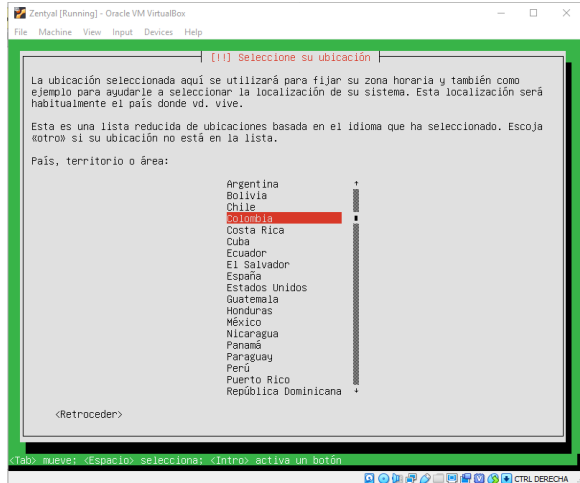 Zentyal [Running] - Oracle VM VirtualBox
File Machine View Input Devices Help
[!!] Seleccione su ubicación
La ubicación seleccionada aquí se utilizará para fijar su zona horaria y también como
ejemplo para ayudarle a seleccionar la localización de su sistema. Esta localización será
habitualmente el país donde vd. vive.
Esta es una lista reducida de ubicaciones basada en el idioma que ha seleccionado. Escoja
«otro» si su ubicación no está en la lista.
País, territorio o área:
Argentina
Bolivia
Chile
Colombia
Costa Rica
Cuba
Ecuador
El Salvador
España
Estados Unidos
Guatemala
Honduras
México
Nicaragua
Panamá
Paraguay
Perú
Puerto Rico
República Dominicana
<Retroceder>
<Tab> mueve; <Espacio> selecciona; <Intro> activa un botón
CTRL DERECHA